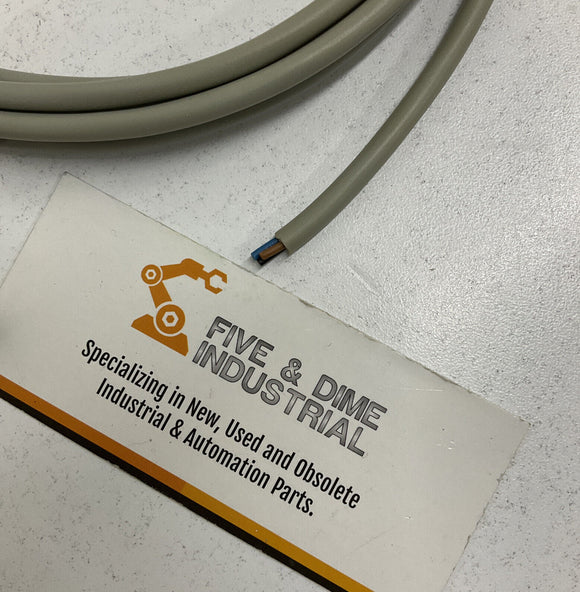 FIVE & DIME
INDUSTRIAL
Specializing in New, Used and Obsolete
Industrial & Automation Parts.